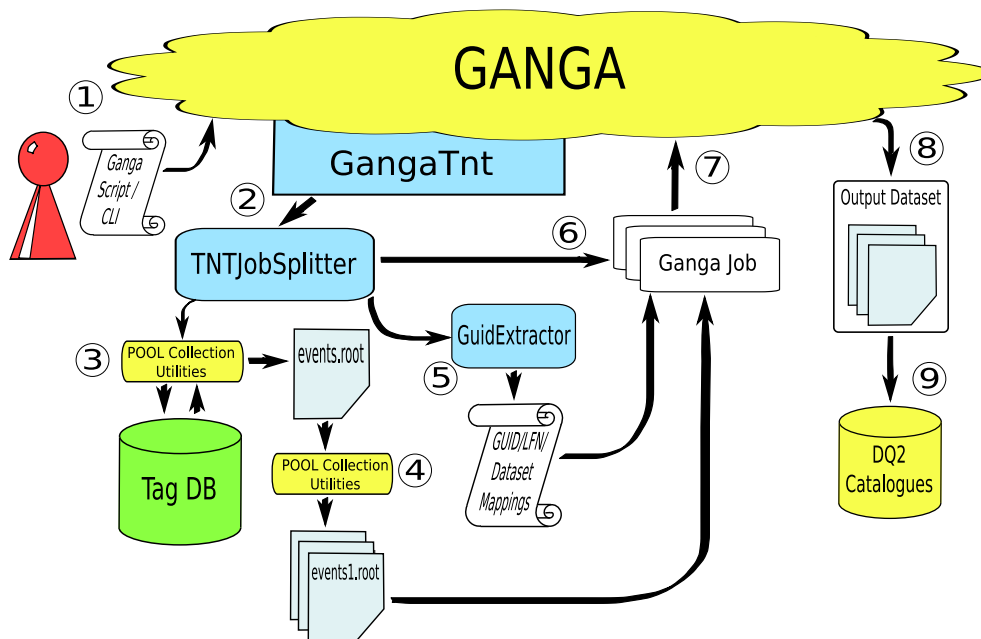 GANGA
①
Ganga
Script /
CLI
GangaTnt
②
TNTJobSplitter
③
POOL Collection
Utilities
Tag DB
events.root
④
POOL Collection
Utilities
events1.root
⑤
GuidExtractor
GUID/LFN/
Dataset
Mappings
⑥
Ganga Job
⑦
⑧
Output Dataset
⑨
DQ2
Catalogues